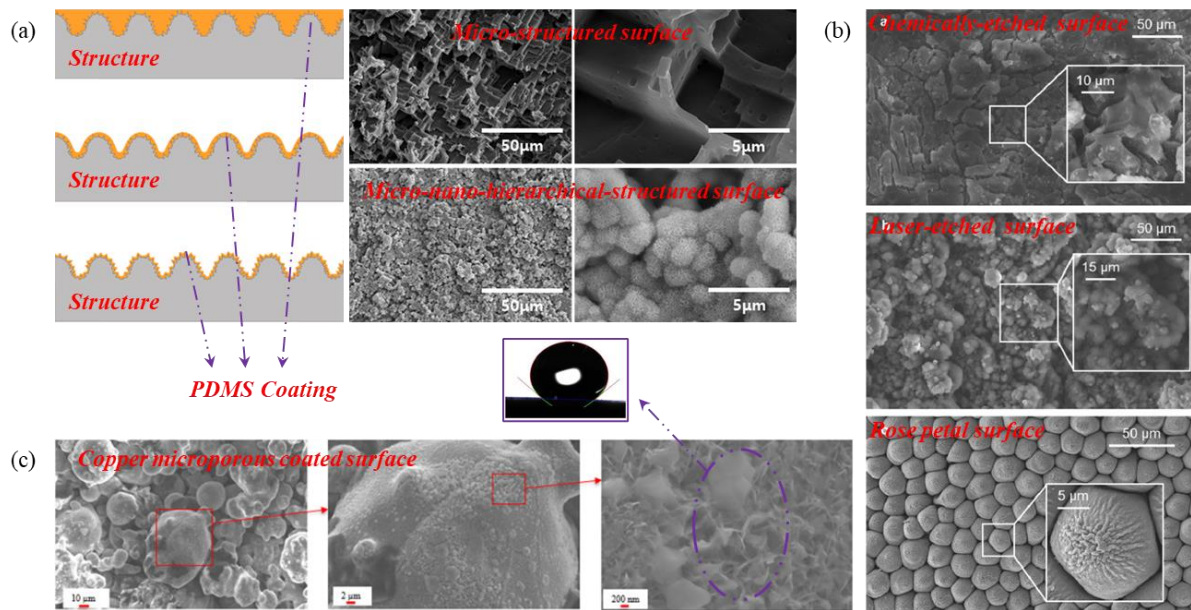 (a)
Structure
Structure
Structure
PDMS Coating
Micro-structured surface
50μm
5μm
Micro-nano-hierarchical-structured surface
50μm
5μm
(b)
a
Chemically-etched surface
50 μm
10 μm
Laser-etched surface
50 μm
15 μm
Rose petal surface
50 μm
5 μm
(c)
Copper microporous coated surface
10 μm
2 μm
200 nm